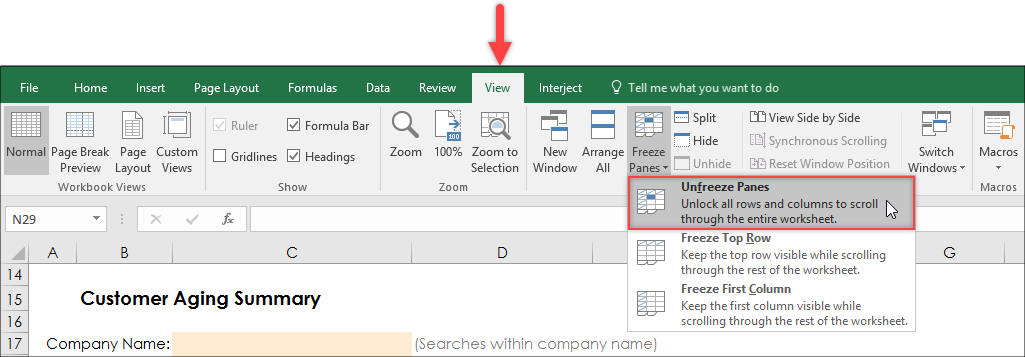 File Home Insert Page Layout Formulas Data Review View Interject Tell me what you want to do
Normal
Page Break
Preview
Page
Layout
Custom
Views
Workbook Views
Ruler
Formula Bar
Gridlines
Headings
Show
Zoom
100%
Zoom to
Selection
Zoom
New
Window
Arrange
All
Freeze
Panes
Split
Hide
Unhide
View Side by Side
Synchronous Scrolling
Reset Window Position
Switch
Windows
Macros
Macros
Unfreeze Panes
Unlock all rows and columns to scroll
through the entire worksheet.
Freeze Top Row
Keep the top row visible while scrolling
through the rest of the worksheet.
Freeze First Column
Keep the first column visible while
scrolling through the rest of the worksheet.
N29 fx
A B C D G
14
15 Customer Aging Summary
16
17 Company Name: (Searches within company name)